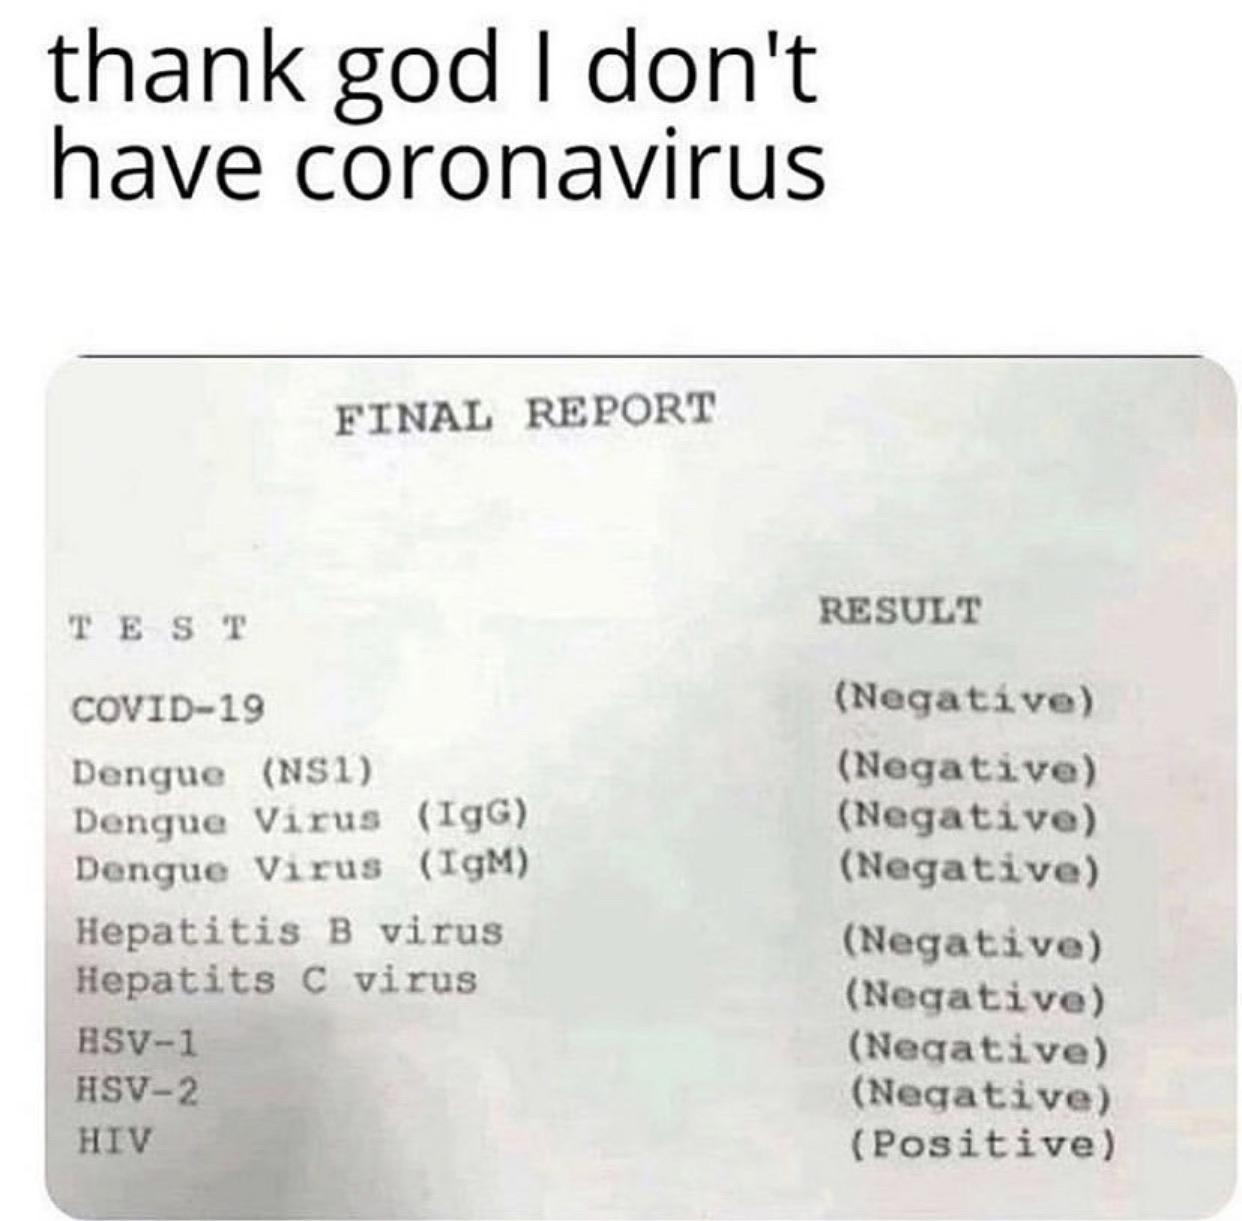 thank god I don't
have coronavirus
FINAL REPORT
T E S T RESULT
COVID-19 (Negative)
Dengue (NS1) (Negative)
Dengue Virus (IgG) (Negative)
Dengue Virus (IgM) (Negative)
Hepatitis B virus (Negative)
Hepatits C virus (Negative)
HSV-1 (Negative)
HSV-2 (Negative)
HIV (Positive)